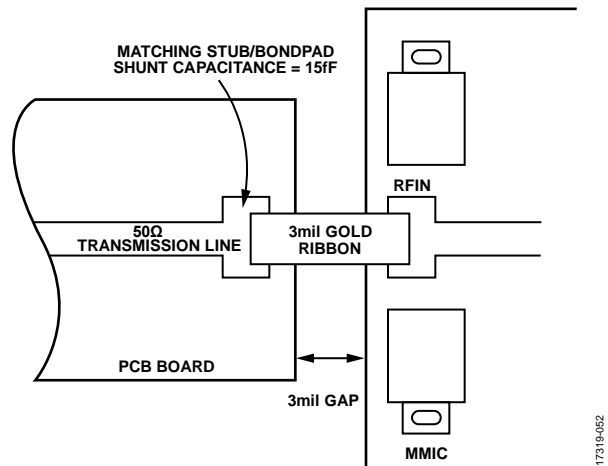 MATCHING STUB/BONDPAD
SHUNT CAPACITANCE = 15fF
RFIN
50Ω
TRANSMISSION LINE
3mil GOLD
RIBBON
PCB BOARD
3mil GAP
MMIC
17319-052